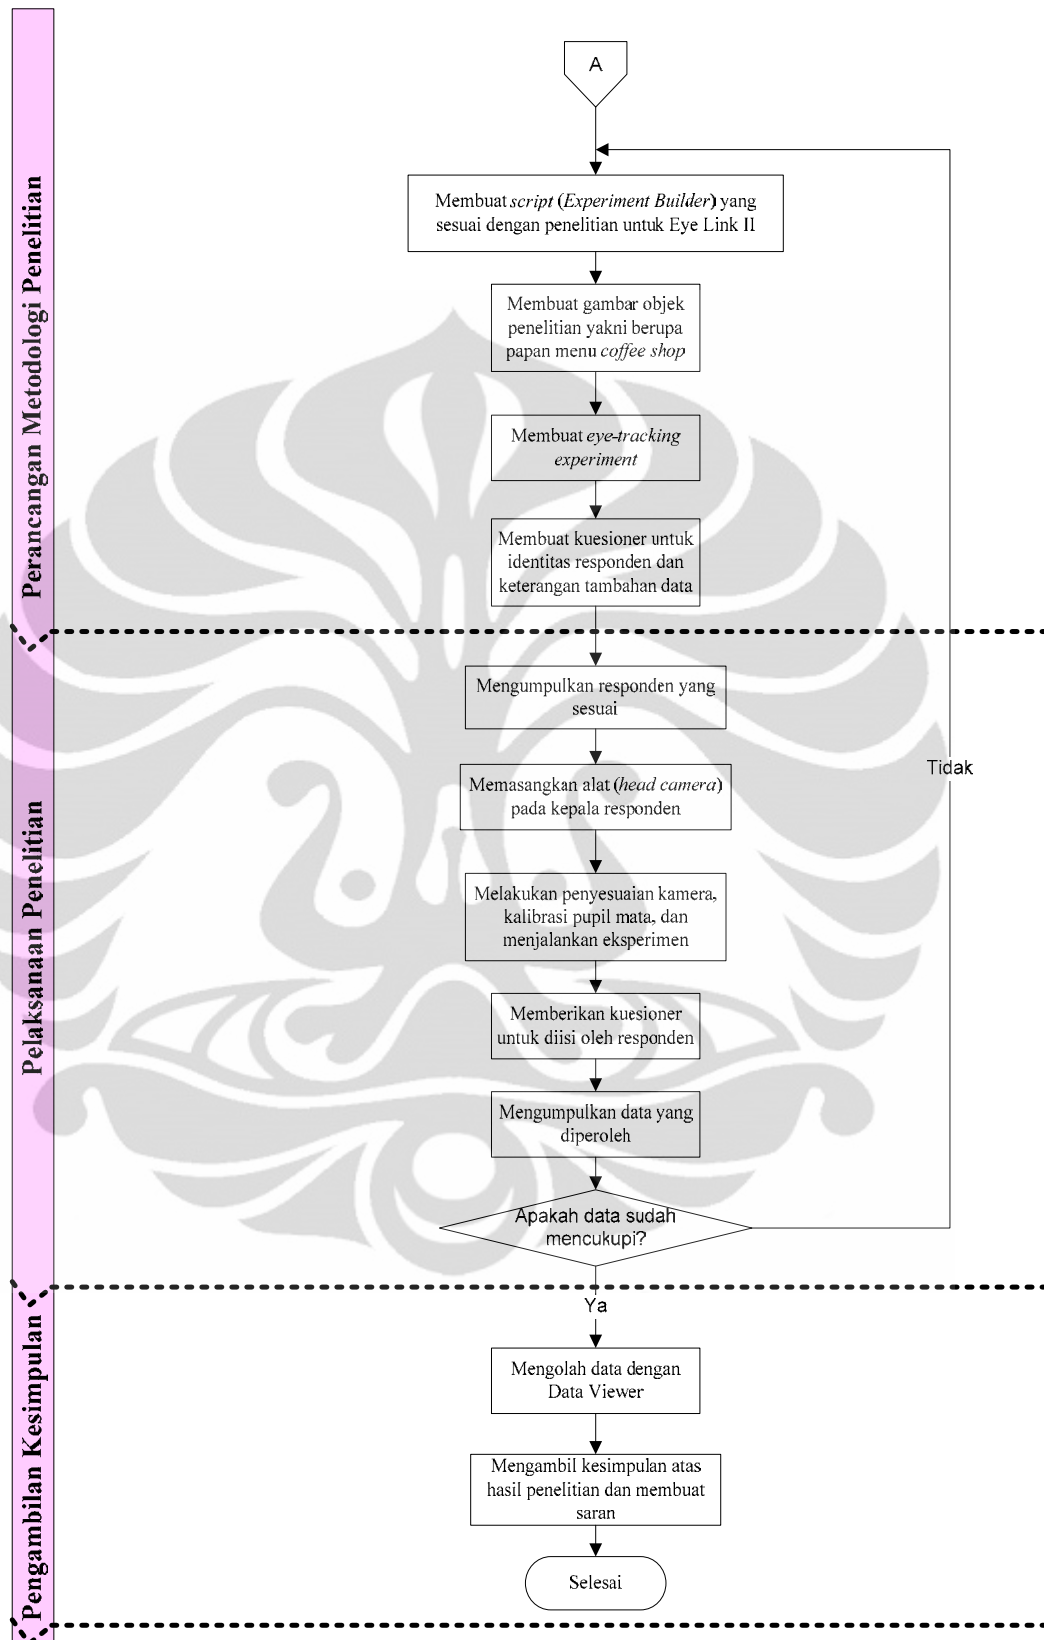 A
Perancangan Metodologi Penelitian
Membuat script (Experiment Builder) yang
sesuai dengan penelitian untuk Eye Link II
Membuat gambar objek
penelitian yakni berupa
papan menu coffee shop
Membuat eye-tracking
experiment
Membuat kuesioner untuk
identitas responden dan
keterangan tambahan data
Pelaksanaan Penelitian
Mengumpulkan responden yang
sesuai
Tidak
Memasangkan alat (head camera)
pada kepala responden
Melakukan penyesuaian kamera,
kalibrasi pupil mata, dan
menjalankan eksperimen
Memberikan kuesioner
untuk diisi oleh responden
Mengumpulkan data yang
diperoleh
Apakah data sudah
mencukupi?
Pengambilan Kesimpulan
Ya
Mengolah data dengan
Data Viewer
Mengambil kesimpulan atas
hasil penelitian dan membuat
saran
Selesai